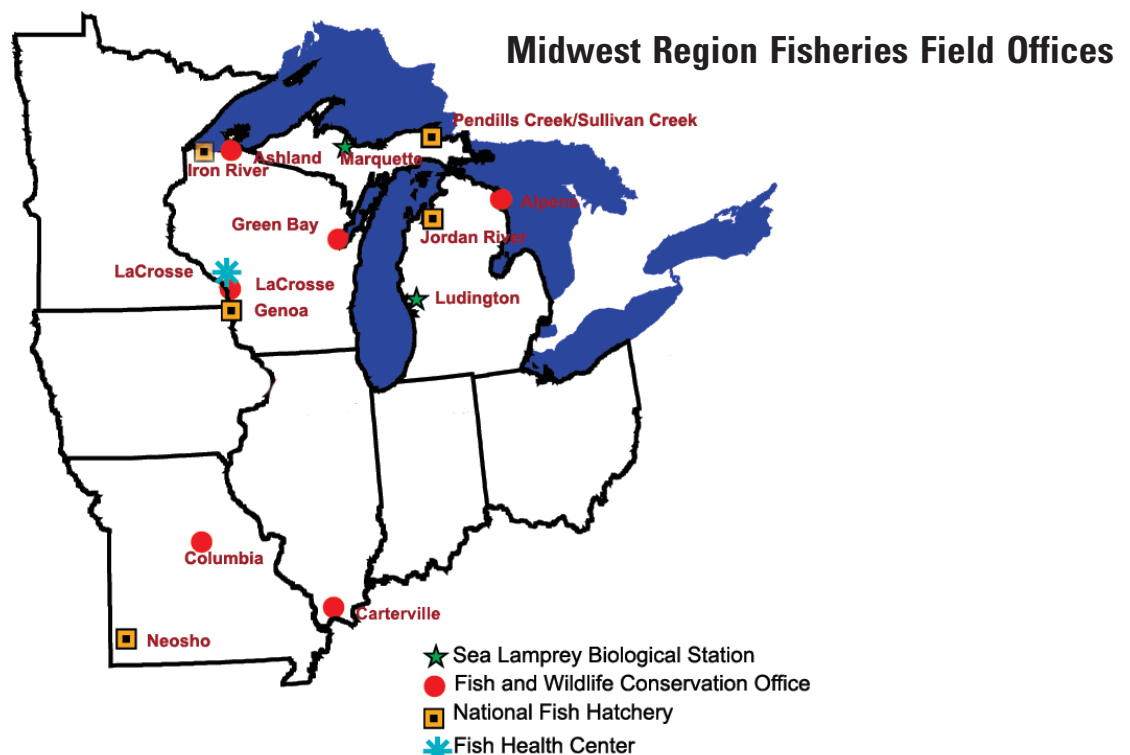 Midwest Region Fisheries Field Offices
Pendills Creek/Sullivan Creek
Ashland
Marquette
Iron River
Alpena
Green Bay
Jordan River
LaCrosse
LaCrosse
Ludington
Genoa
Columbia
Carterville
Neosho
Sea Lamprey Biological Station
Fish and Wildlife Conservation Office
National Fish Hatchery
Fish Health Center